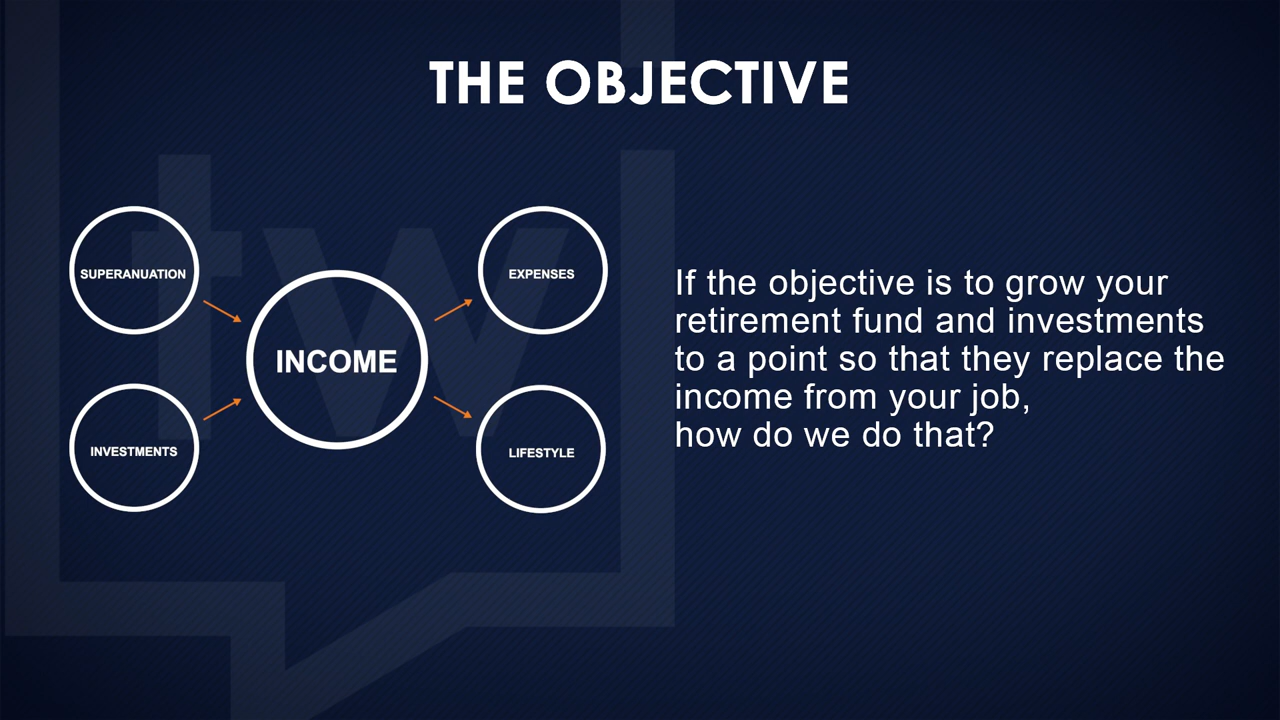 THE OBJECTIVE
SUPERANUATION
INVESTMENTS
INCOME
EXPENSES
LIFESTYLE
If the objective is to grow your
retirement fund and investments
to a point so that they replace the
income from your job,
how do we do that?
tw